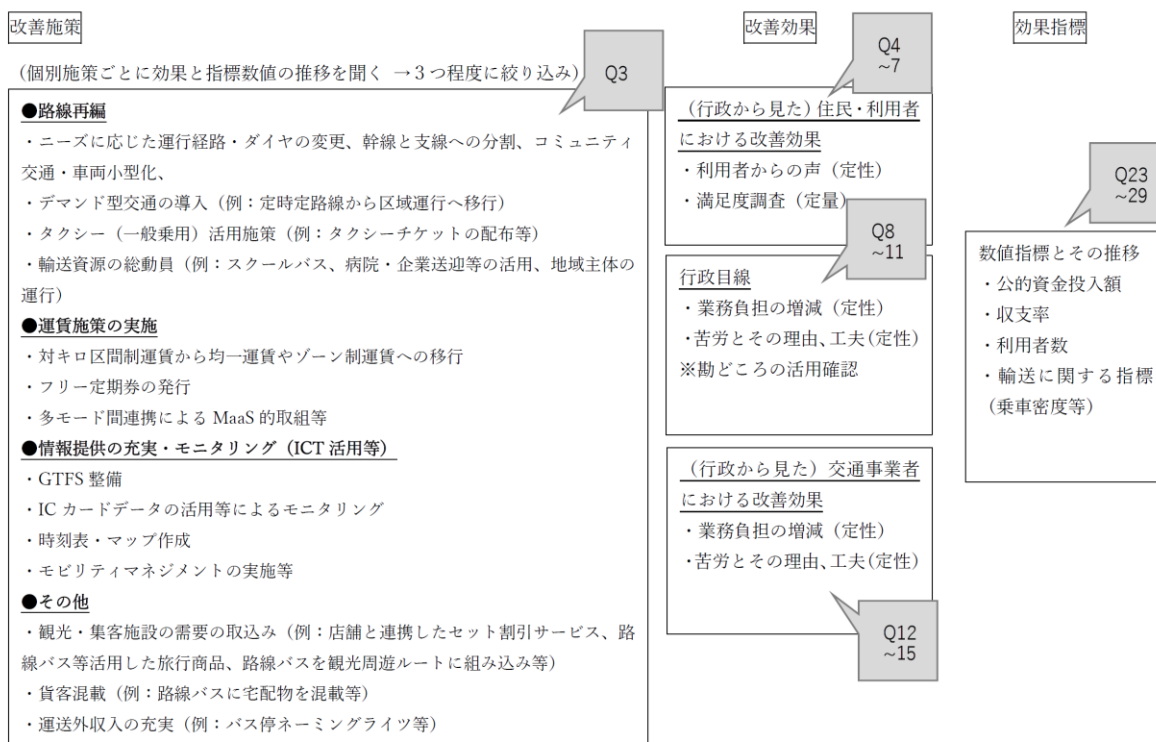 改善施策
(個別施策ごとに効果と指標数値の推移を聞く →3つ程度に絞り込み)
Q3
●路線再編
・ニーズに応じた運行経路・ダイヤの変更、幹線と支線への分割、コミュニティ
交通・車両小型化、
・デマンド型交通の導入(例:定時定路線から区域運行へ移行)
・タクシー(一般乗用)活用施策(例:タクシーチケットの配布等)
・輸送資源の総動員(例:スクールバス、病院・企業送迎等の活用、地域主体の
運行)
●運賃施策の実施
・対キロ区間制運賃から均一運賃やゾーン制運賃への移行
・フリー定期券の発行
・多モード間連携による MaaS 的取組等
●情報提供の充実・モニタリング(ICT 活用等)
・GTFS 整備
・IC カードデータの活用等によるモニタリング
・時刻表・マップ作成
・モビリティマネジメントの実施等
●その他
・観光・集客施設の需要の取込み(例:店舗と連携したセット割引サービス、路
線バス等活用した旅行商品、路線バスを観光周遊ルートに組み込み等)
・貨客混載(例:路線バスに宅配物を混載等)
・運送外収入の充実(例:バス停ネーミングライツ等)
改善効果
Q4
~7
(行政から見た)住民・利用者
における改善効果
・利用者からの声(定性)
・満足度調査(定量)
Q8
~11
行政目線
・業務負担の増減(定性)
・苦労とその理由、工夫(定性)
※勘どころの活用確認
(行政から見た)交通事業者
における改善効果
・業務負担の増減(定性)
・苦労とその理由、工夫(定性)
Q12
~15
効果指標
Q23
~29
数値指標とその推移
・公的資金投入額
・収支率
・利用者数
・輸送に関する指標
(乗車密度等)